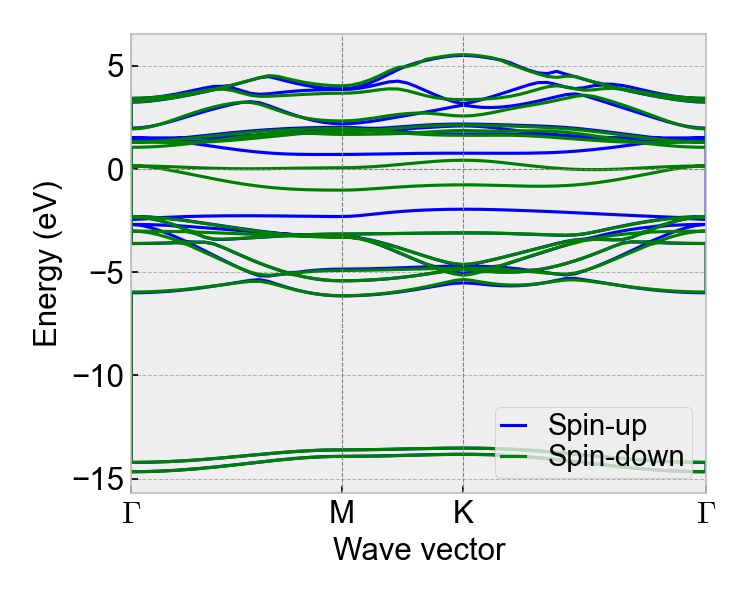 Energy (eV)
5
0
−5
−10
−15
Spin-up
Spin-down
Γ M K Γ
Wave vector